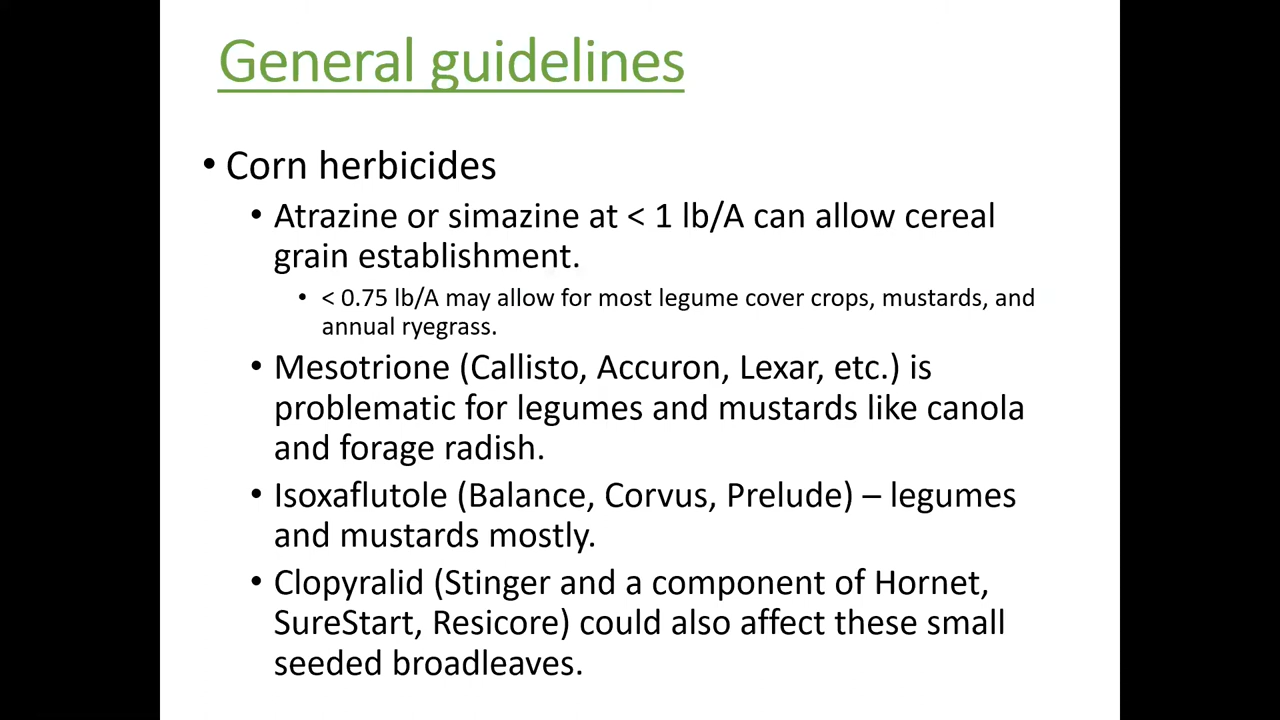 General guidelines
• Corn herbicides
• Atrazine or simazine at < 1 lb/A can allow cereal
grain establishment.
• < 0.75 lb/A may allow for most legume cover crops, mustards, and
annual ryegrass.
• Mesotrione (Callisto, Accuron, Lexar, etc.) is
problematic for legumes and mustards like canola
and forage radish.
• Isoxaflutole (Balance, Corvus, Prelude) – legumes
and mustards mostly.
• Clopyralid (Stinger and a component of Hornet,
SureStart, Resicore) could also affect these small
seeded broadleaves.